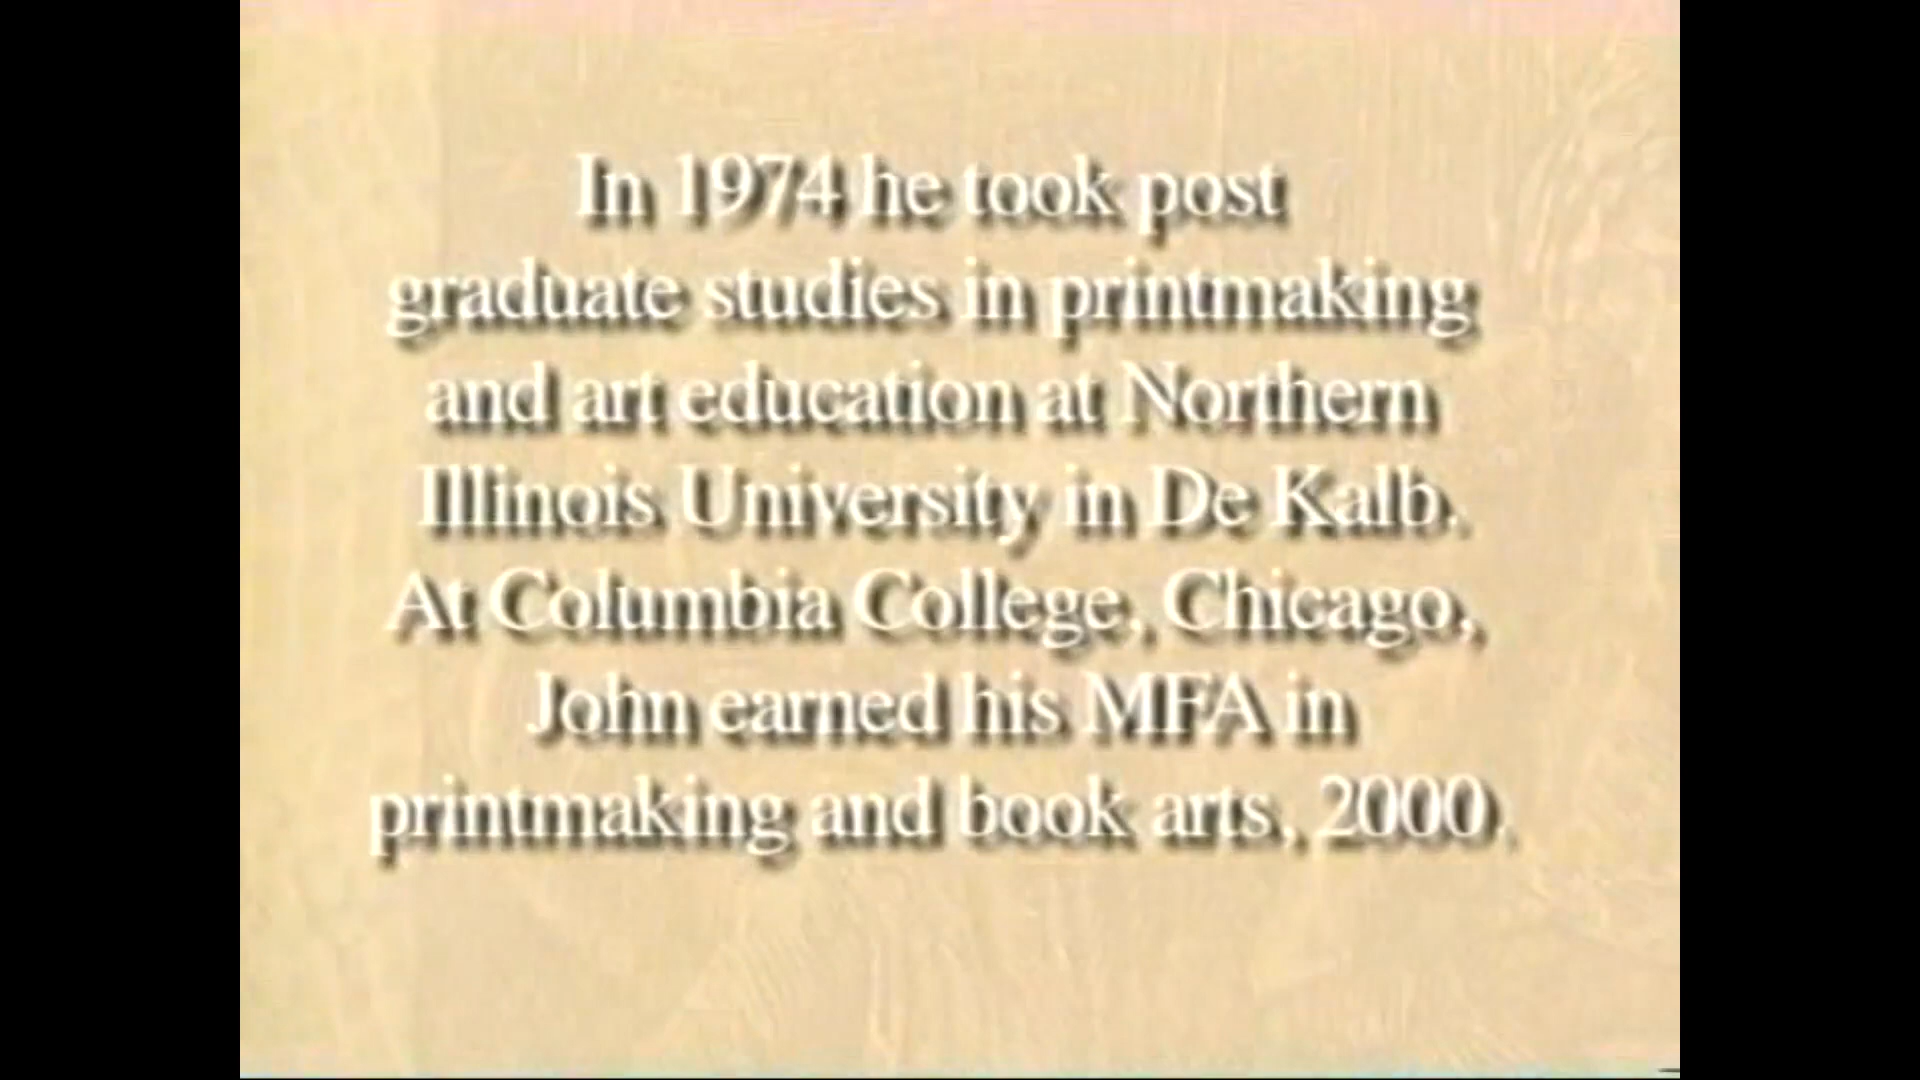 In 1974 he took post
graduate studies in printmaking
and art education at Northern
Illinois University in De Kalb.
At Columbia College, Chicago,
John earned his MFA in
printmaking and book arts, 2000.